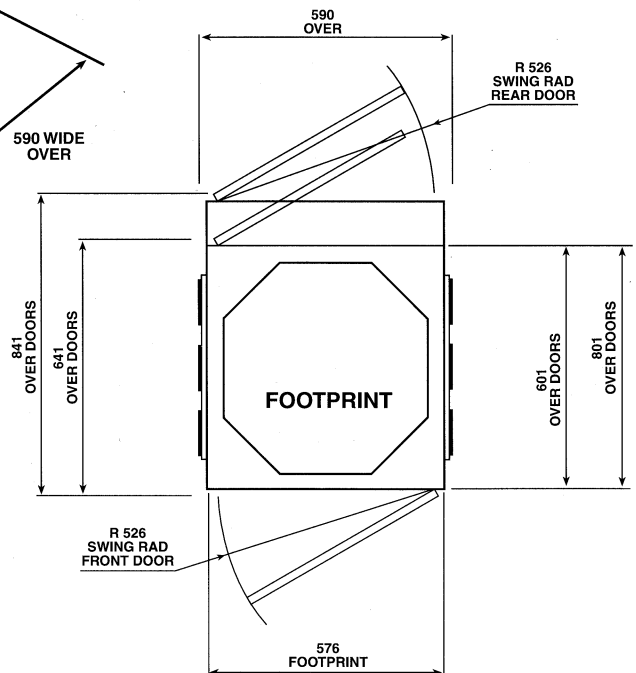 590
OVER
R 526
SWING RAD
REAR DOOR
590 WIDE
OVER
841
OVER DOORS
641
OVER DOORS
601
OVER DOORS
801
OVER DOORS
FOOTPRINT
R 526
SWING RAD
FRONT DOOR
576
FOOTPRINT